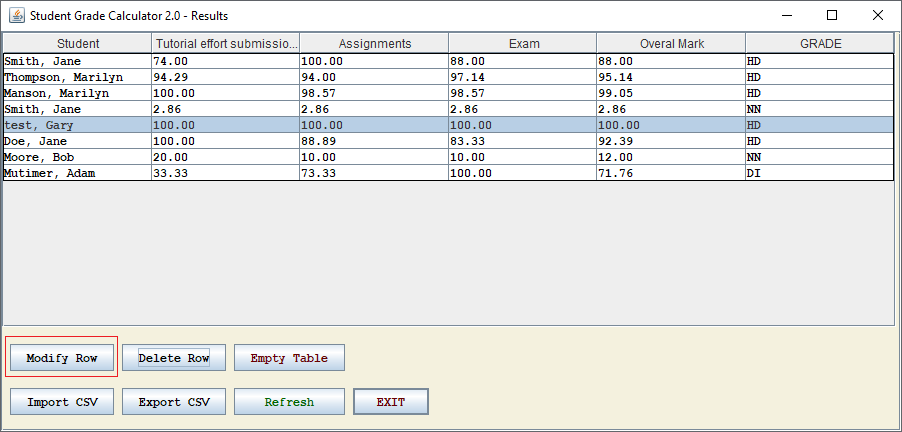 Student Grade Calculator 2.0 - Results
Student Tutorial effort submissio... Assignments Exam Overal Mark GRADE
Smith, Jane 74.00 100.00 88.00 88.00 HD
Thompson, Marilyn 94.29 94.00 97.14 95.14 HD
Manson, Marilyn 100.00 98.57 98.57 99.05 HD
Smith, Jane 2.86 2.86 2.86 2.86 NN
test, Gary 100.00 100.00 100.00 100.00 HD
Doe, Jane 100.00 88.89 83.33 92.39 HD
Moore, Bob 20.00 10.00 10.00 12.00 NN
Mutimer, Adam 33.33 73.33 100.00 71.76 DI
Modify Row Delete Row Empty Table
Import CSV Export CSV Refresh EXIT